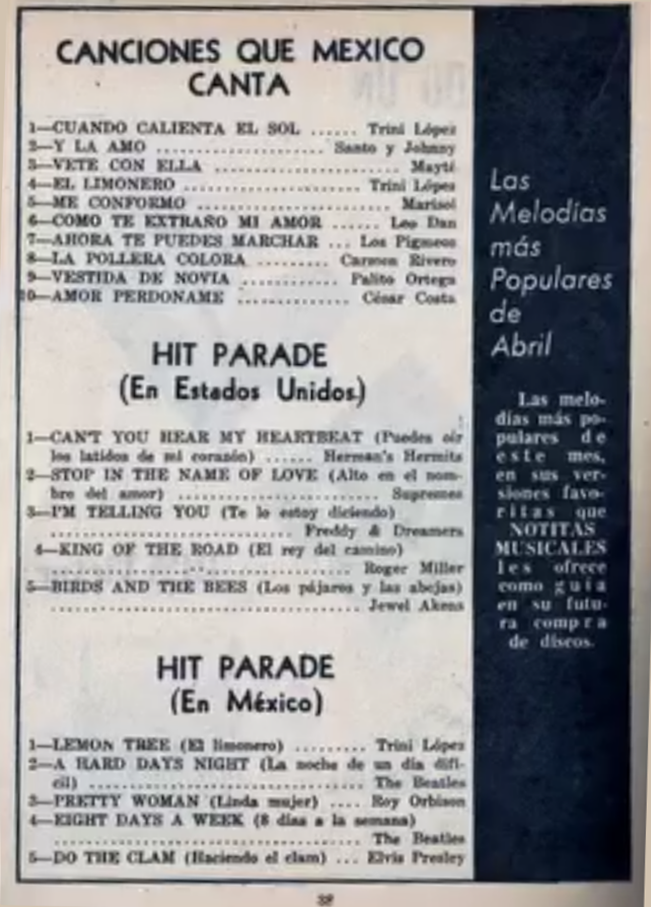 CANCIONES QUE MEXICO
CANTA
1—CUANDO CALIENTA EL SOL ...... Trini López
2—Y LA AMO ..................... Santo y Johnny
3—VETE CON ELLA ........................ Mayté
4—EL LIMONERO .................... Trini López
5—ME CONFORMO ....................... Marisol
6—COMO TE EXTRAÑO MI AMOR ...... Leo Dan
7—AHORA TE PUEDES MARCHAR ... Los Pigmeos
8—LA POLLERA COLORA ......... Carmen Rivero
9—VESTIDA DE NOVIA ........... Palito Ortega
10—AMOR PERDONAME ............. César Costa
HIT PARADE
(En Estados Unidos)
1—CAN'T YOU HEAR MY HEARTBEAT (Puedes oír
los latidos de mi corazón) ...... Herman's Hermits
2—STOP IN THE NAME OF LOVE (Alto en el nom-
bre del amor) ........................ Supremes
3—I'M TELLING YOU (Te lo estoy diciendo)
........................... Freddy & Dreamers
4—KING OF THE ROAD (El rey del camino)
.................................. Roger Miller
5—BIRDS AND THE BEES (Los pájaros y las abejas)
................................... Jewel Akens
HIT PARADE
(En México)
1—LEMON TREE (El limonero) ......... Trini López
2—A HARD DAYS NIGHT (La noche de un día difí-
cil) ............................... The Beatles
3—PRETTY WOMAN (Linda mujer) .... Roy Orbison
4—EIGHT DAYS A WEEK (8 días a la semana)
................................... The Beatles
5—DO THE CLAM (Haciendo el clam) ... Elvis Presley
Las
Melodías
más
Populares
de
Abril
Las melo-
días más po-
pulares de
este mes,
en sus ver-
siones favo-
ritas que
NOTITAS
MUSICALES
les ofrece
como guía
en su futu-
ra compra
de discos.
38